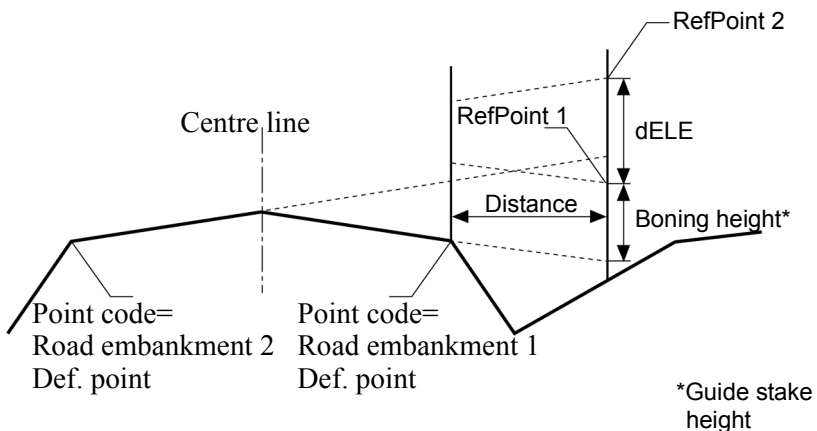 RefPoint 2
RefPoint 1
Centre line
dELE
Distance
Boning height*
Point code=
Road embankment 2
Def. point
Point code=
Road embankment 1
Def. point
*Guide stake
height